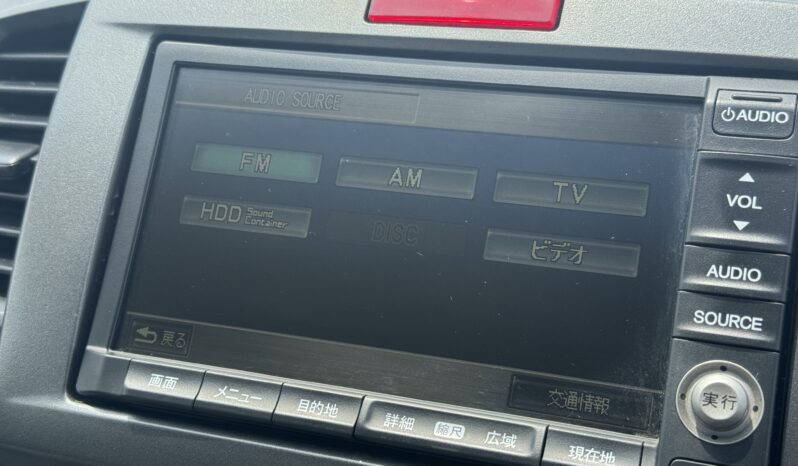 AUDIO SOURCE
FM
AM
TV
HDD Sound Container
DISC
ビデオ
戻る
交通情報
画面
メニュー
目的地
詳細 縮尺 広域
現在地
AUDIO
VOL
AUDIO
SOURCE
実行